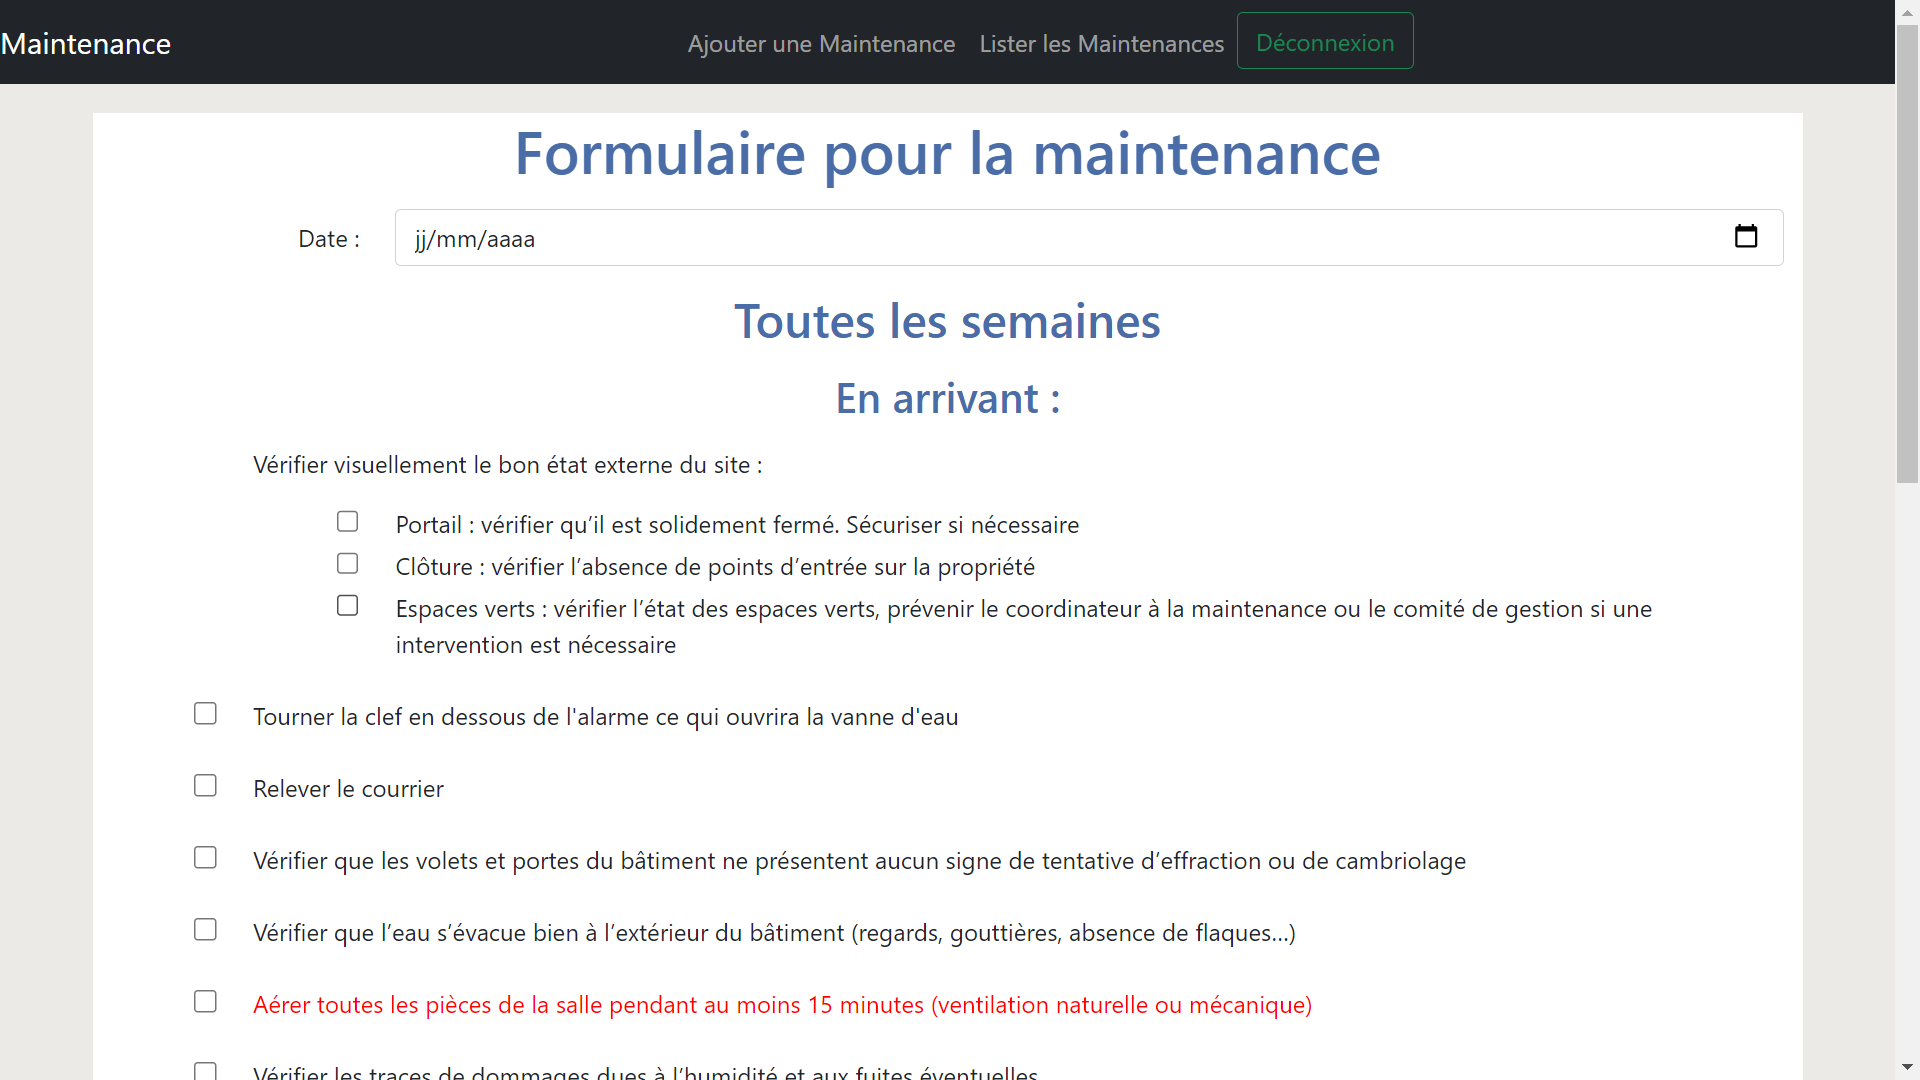 Maintenance
Ajouter une Maintenance
Lister les Maintenances
Déconnexion
Formulaire pour la maintenance
Date :
jj/mm/aaaa
Toutes les semaines
En arrivant :
Vérifier visuellement le bon état externe du site :
Portail : vérifier qu’il est solidement fermé. Sécuriser si nécessaire
Clôture : vérifier l’absence de points d’entrée sur la propriété
Espaces verts : vérifier l’état des espaces verts, prévenir le coordinateur à la maintenance ou le comité de gestion si une
intervention est nécessaire
Tourner la clef en dessous de l'alarme ce qui ouvrira la vanne d'eau
Relever le courrier
Vérifier que les volets et portes du bâtiment ne présentent aucun signe de tentative d’effraction ou de cambriolage
Vérifier que l’eau s’évacue bien à l’extérieur du bâtiment (regards, gouttières, absence de flaques…)
Aérer toutes les pièces de la salle pendant au moins 15 minutes (ventilation naturelle ou mécanique)
Vérifier les traces de dommages dues à l’humidité et aux fuites éventuelles